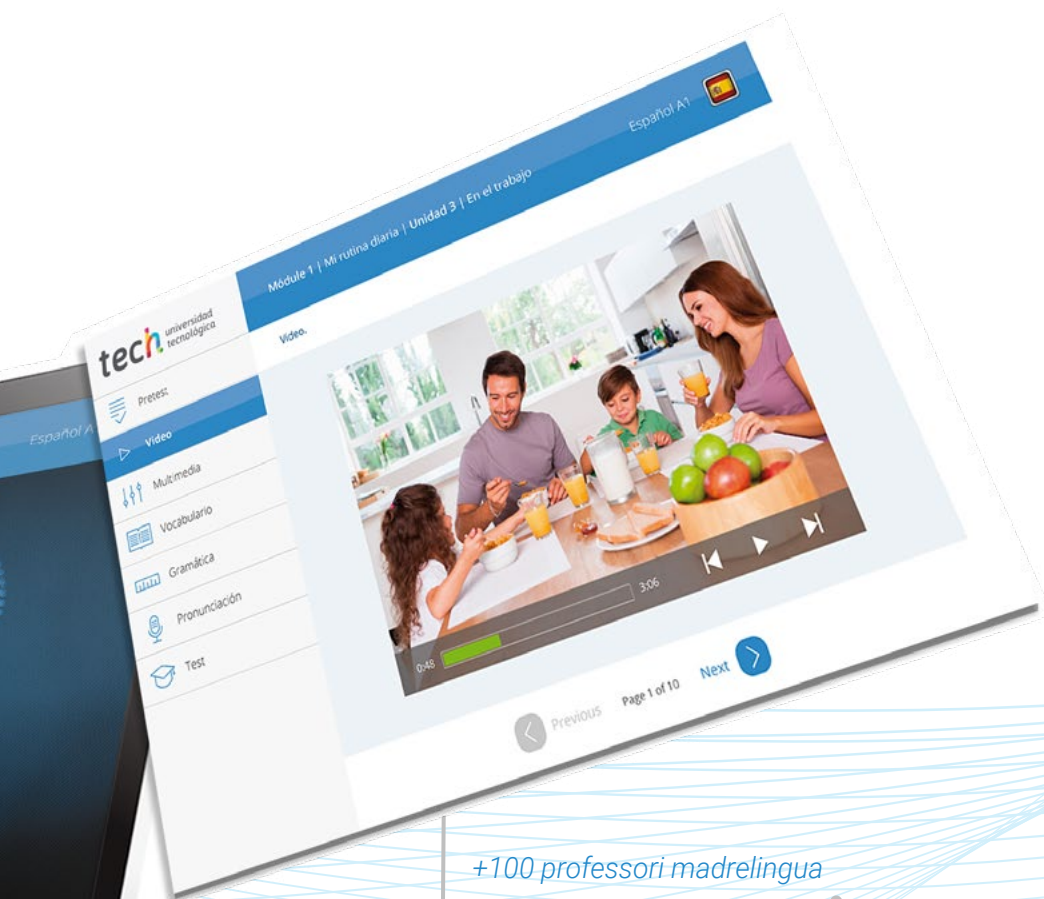 Español A1
Módule 1 | Mi rutina diaria | Unidad 3 | En el trabajo
tech universidad
tecnológica
Video.
Pretest
Video
Multimedia
Vocabulario
Gramática
Pronunciación
Test
Español A
0:48
3:06
Previous
Page 1 of 10
Next
+100 professori madrelingua